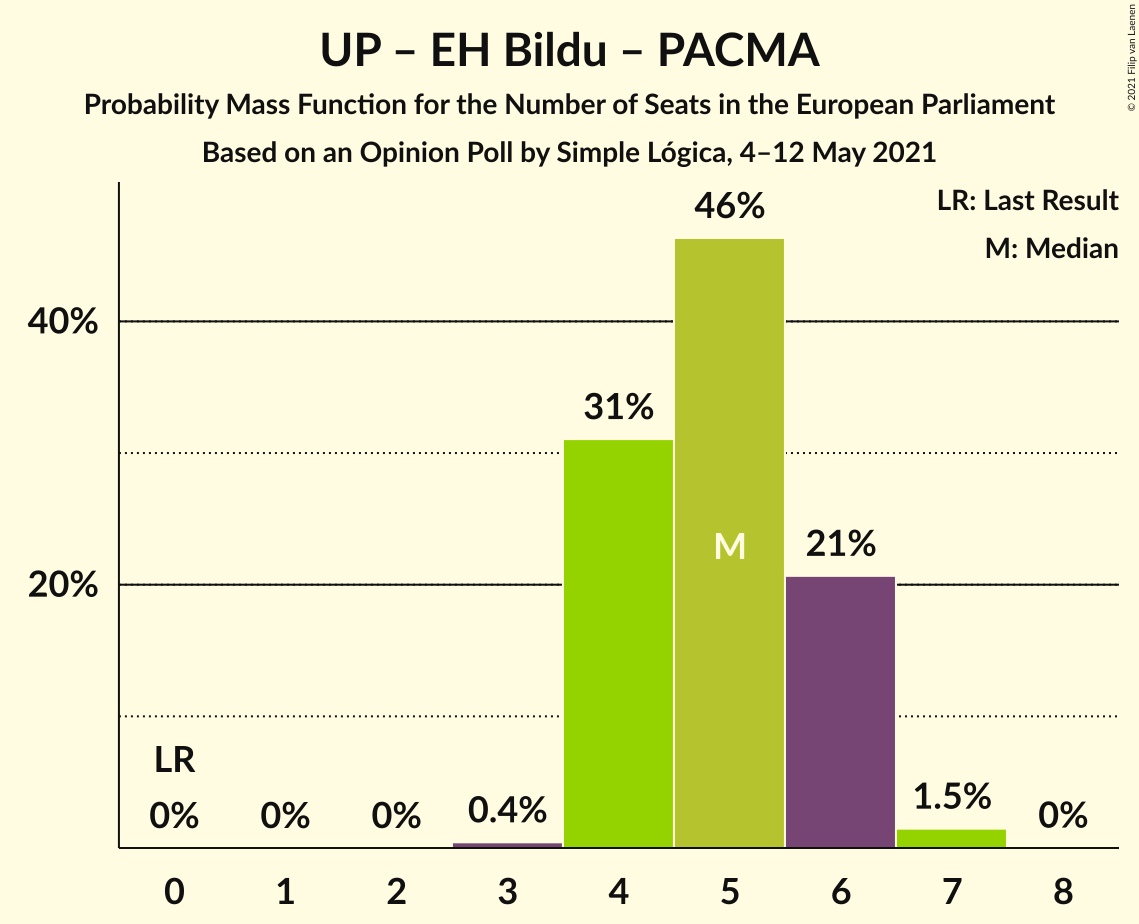 UP – EH Bildu – PACMA
Probability Mass Function for the Number of Seats in the European Parliament
Based on an Opinion Poll by Simple Lógica, 4–12 May 2021
© 2021 Filip van Laenen
LR: Last Result
M: Median
46%
40%
31%
M
21%
20%
LR
0%
0%
0%
0.4%
1.5%
0%
0 1 2 3 4 5 6 7 8